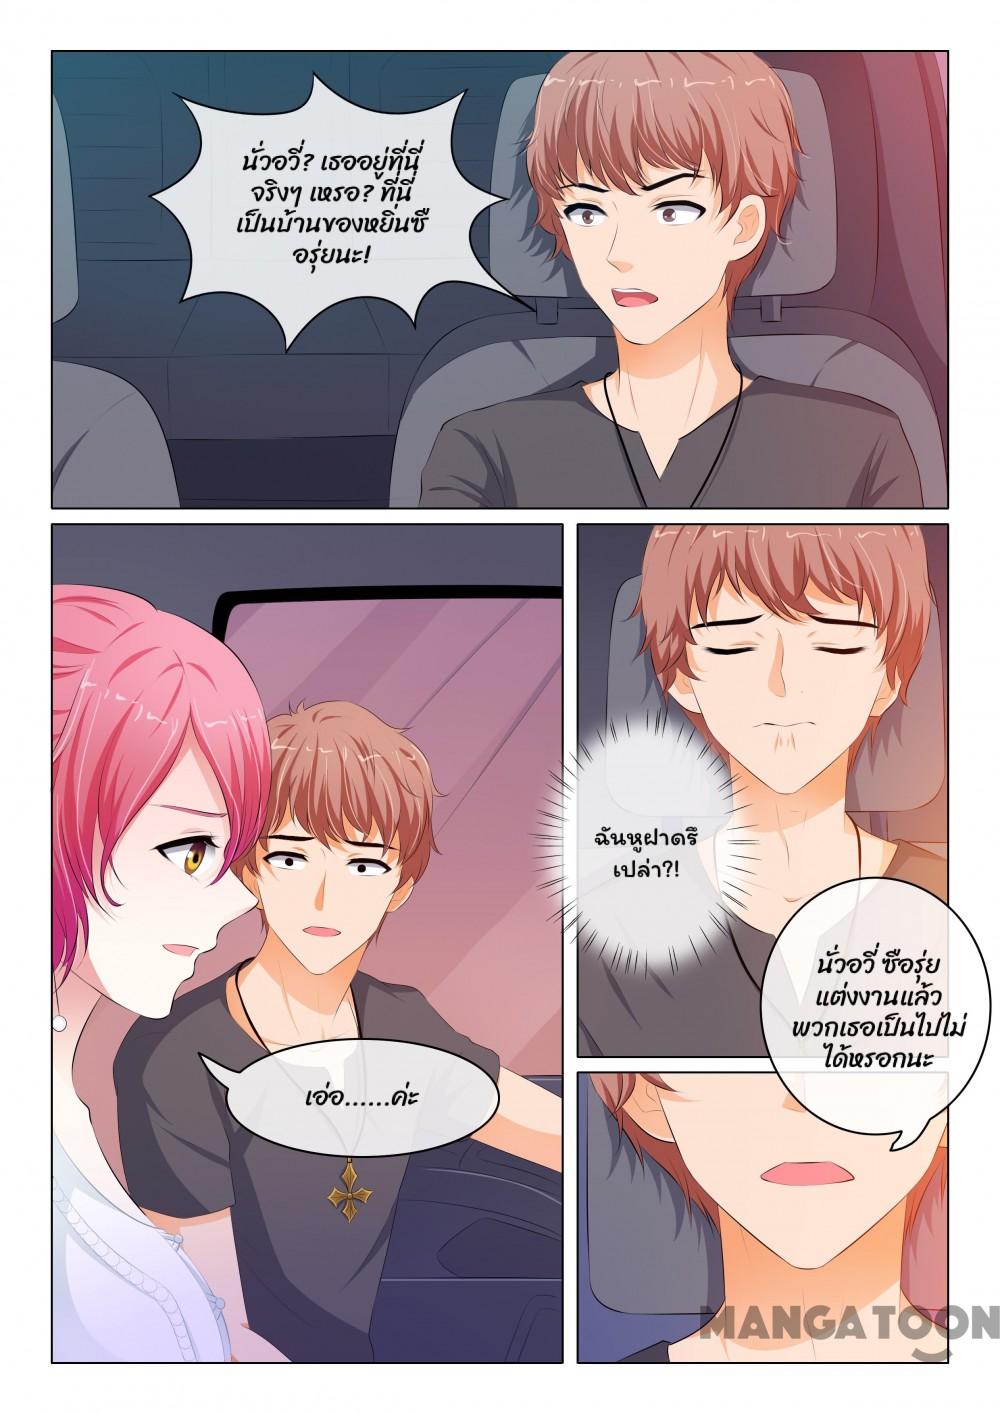 นั่วอวี่? เธออยู่ที่นี่
จริงๆ เหรอ? ที่นี่
เป็นบ้านของหยิ่นซี
อรุ่ยนะ!
ฉันหูฝาดรึ
เปล่า?!
เอ่อ......ค่ะ
นั่วอวี่ ซือรุ่ย
แต่งงานแล้ว
พวกเธอเป็นไปไม่
ได้หรอกนะ
MANGATOON